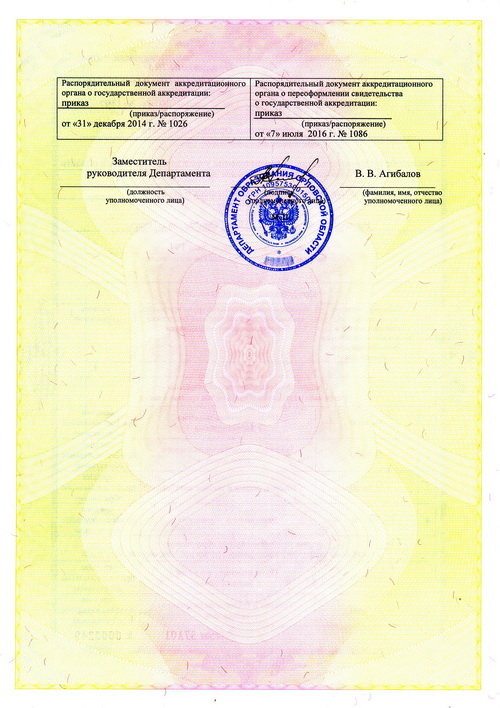 Распорядительный документ аккредитационного
органа о государственной аккредитации:
приказ
(приказ/распоряжение)
от «31» декабря 2014 г. № 1026
Распорядительный документ аккредитационного
органа о переоформлении свидетельства
о государственной аккредитации:
приказ
(приказ/распоряжение)
от «7» июля 2016 г. № 1086
Заместитель
руководителя Департамента
(должность
уполномоченного лица)
(подпись
уполномоченного лица)
ДЕПАРТАМЕНТ ОБРАЗОВАНИЯ ОРЛОВСКОЙ ОБЛАСТИ
В. В. Агибалов
(фамилия, имя, отчество
уполномоченного лица)